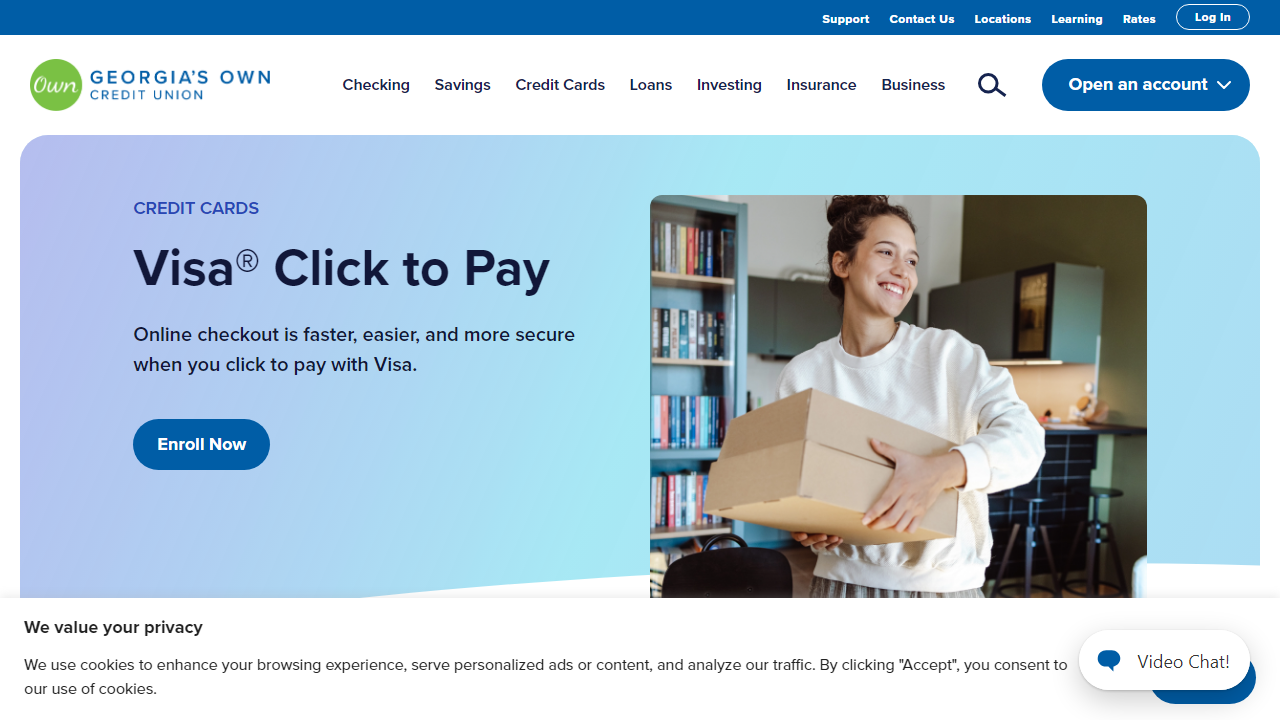 Support Contact Us Locations Learning Rates Log In
Own GEORGIA'S OWN
CREDIT UNION
Checking Savings Credit Cards Loans Investing Insurance Business Open an account
CREDIT CARDS
Visa® Click to Pay
Online checkout is faster, easier, and more secure
when you click to pay with Visa.
Enroll Now
We value your privacy
We use cookies to enhance your browsing experience, serve personalized ads or content, and analyze our traffic. By clicking "Accept", you consent to
our use of cookies.
Video Chat!